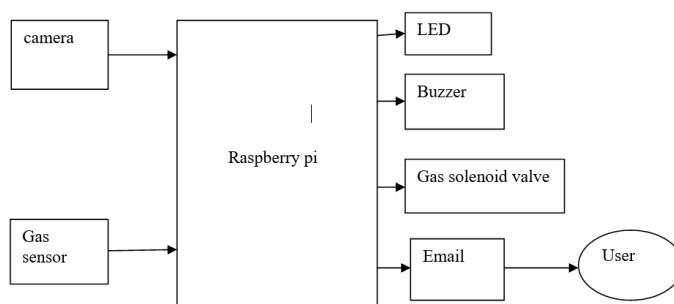 camera
LED
Buzzer
Raspberry pi
Gas solenoid valve
Gas
sensor
Email
User